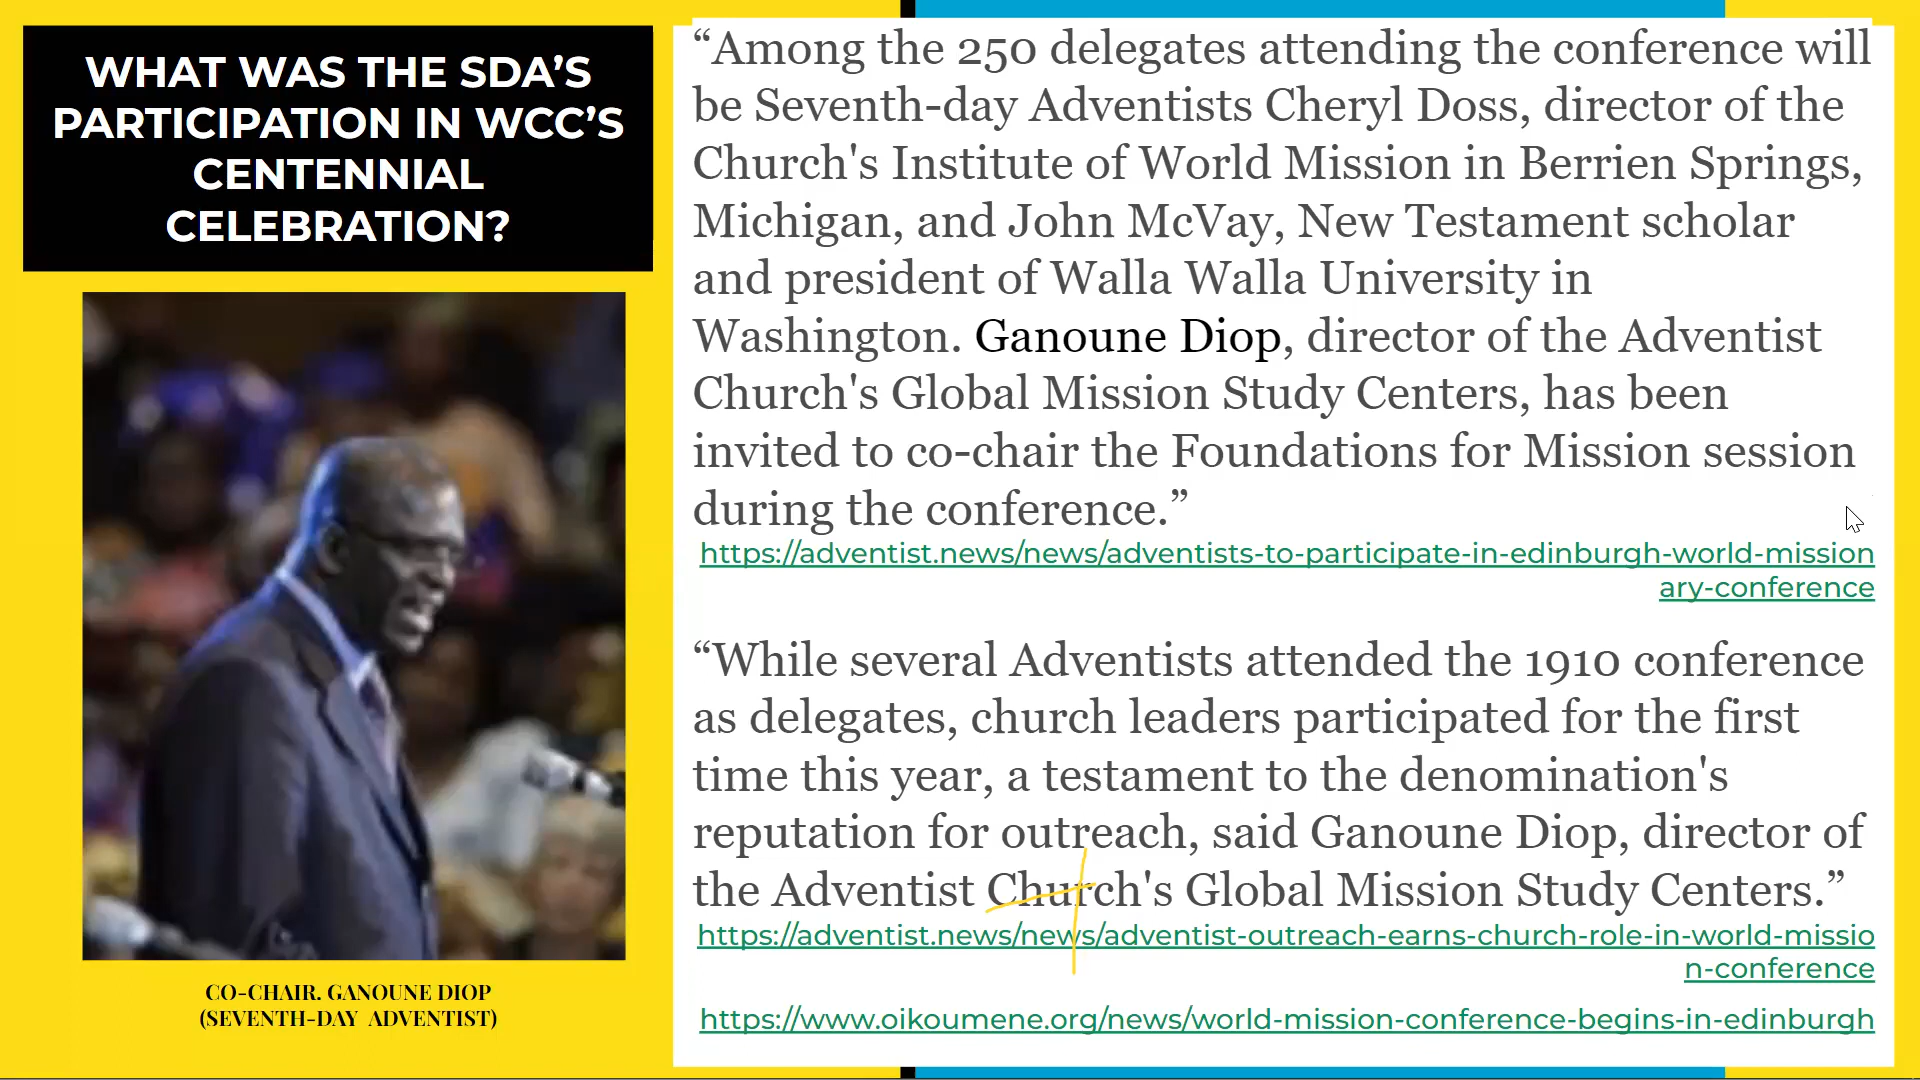 WHAT WAS THE SDA’S
PARTICIPATION IN WCC’S
CENTENNIAL
CELEBRATION?
CO-CHAIR. GANOUNE DIOP
(SEVENTH-DAY ADVENTIST)
“Among the 250 delegates attending the conference will
be Seventh-day Adventists Cheryl Doss, director of the
Church's Institute of World Mission in Berrien Springs,
Michigan, and John McVay, New Testament scholar
and president of Walla Walla University in
Washington. Ganoune Diop, director of the Adventist
Church's Global Mission Study Centers, has been
invited to co-chair the Foundations for Mission session
during the conference.”
https://adventist.news/news/adventists-to-participate-in-edinburgh-world-mission
ary-conference
“While several Adventists attended the 1910 conference
as delegates, church leaders participated for the first
time this year, a testament to the denomination's
reputation for outreach, said Ganoune Diop, director of
the Adventist Church's Global Mission Study Centers.”
https://adventist.news/news/adventist-outreach-earns-church-role-in-world-missio
n-conference
https://www.oikoumene.org/news/world-mission-conference-begins-in-edinburgh